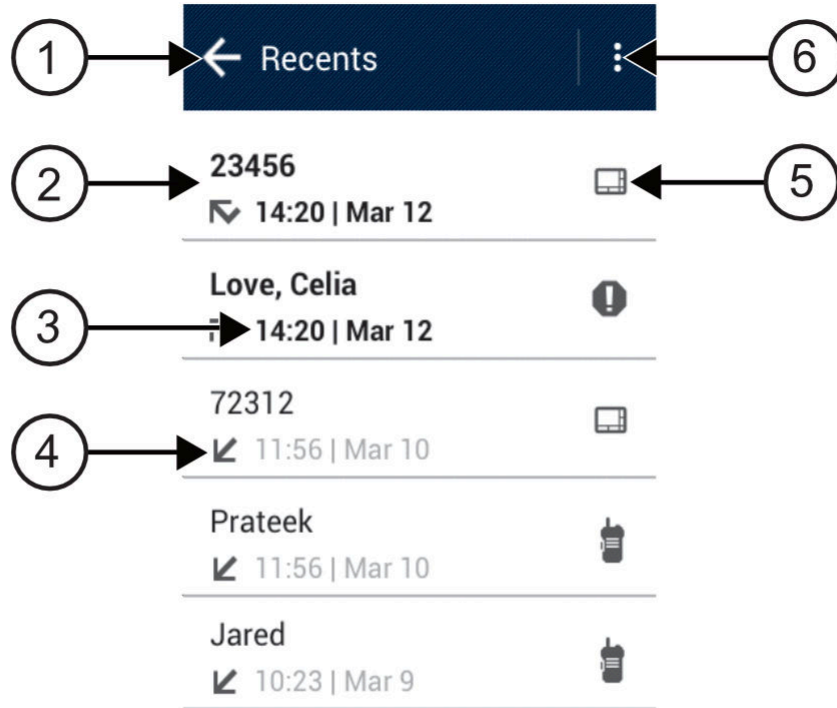 1
Recents
6
2
23456
5
14:20 | Mar 12
Love, Celia
3
14:20 | Mar 12
72312
4
11:56 | Mar 10
Prateek
11:56 | Mar 10
Jared
10:23 | Mar 9